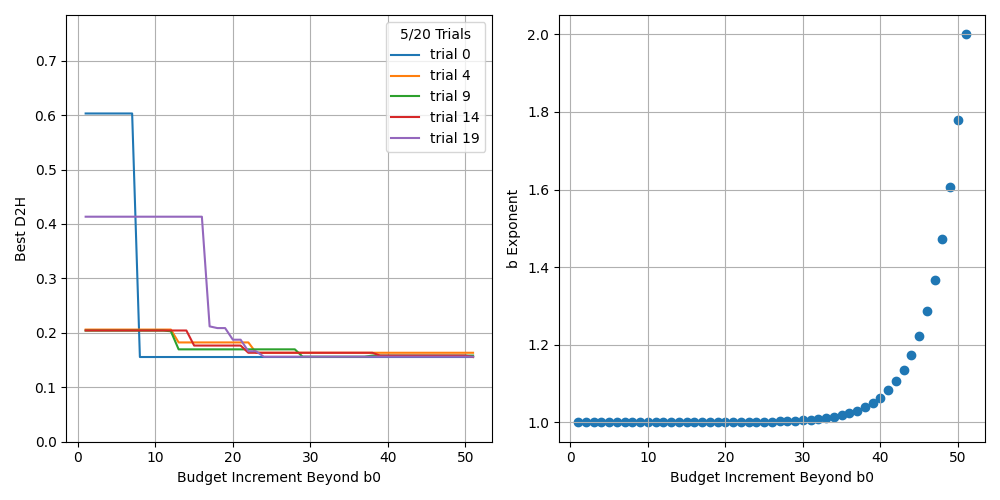 5/20 Trials
trial 0
trial 4
trial 9
trial 14
trial 19
Best D2H
0.7
0.6
0.5
0.4
0.3
0.2
0.1
0.0
0 10 20 30 40 50
Budget Increment Beyond b0
b Exponent
2.0
1.8
1.6
1.4
1.2
1.0
0 10 20 30 40 50
Budget Increment Beyond b0